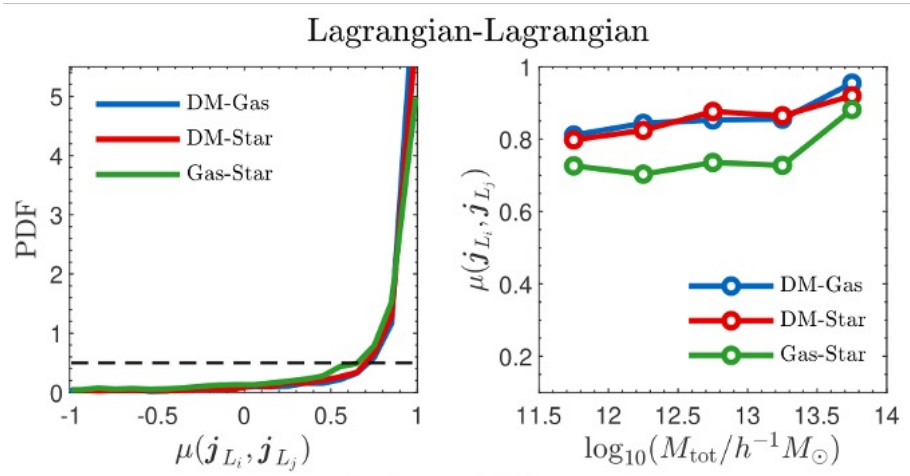 Lagrangian-Lagrangian
PDF
5
4
3
2
1
0
DM-Gas
DM-Star
Gas-Star
-1 -0.5 0 0.5 1
μ(j_{L_i}, j_{L_j})
μ(j_{L_i}, j_{L_j})
1
0.8
0.6
0.4
0.2
DM-Gas
DM-Star
Gas-Star
11.5 12 12.5 13 13.5 14
log₁₀(M_tot/h⁻¹M_⊙)